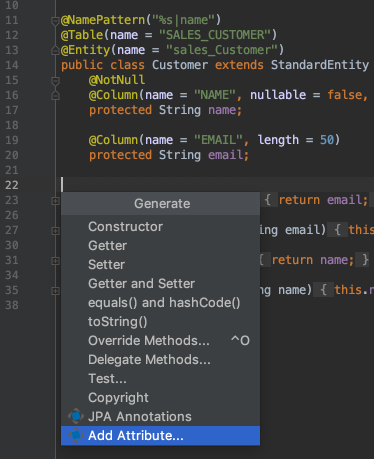 10
11 @NamePattern("%s|name")
12 @Table(name = "SALES_CUSTOMER")
13 @Entity(name = "sales_Customer")
14 public class Customer extends StandardEntity
15 @NotNull
16 @Column(name = "NAME", nullable = false,
17 protected String name;
18
19 @Column(name = "EMAIL", length = 50)
20 protected String email;
21
22
Generate
23 { return email;
Constructor
26
Getter
27 ing email) { this
Setter
30
Getter and Setter
31 { return name; }
equals() and hashCode()
34
toString()
35 ng name) { this.n
Override Methods... ^O
38
Delegate Methods...
Test...
Copyright
JPA Annotations
Add Attribute...